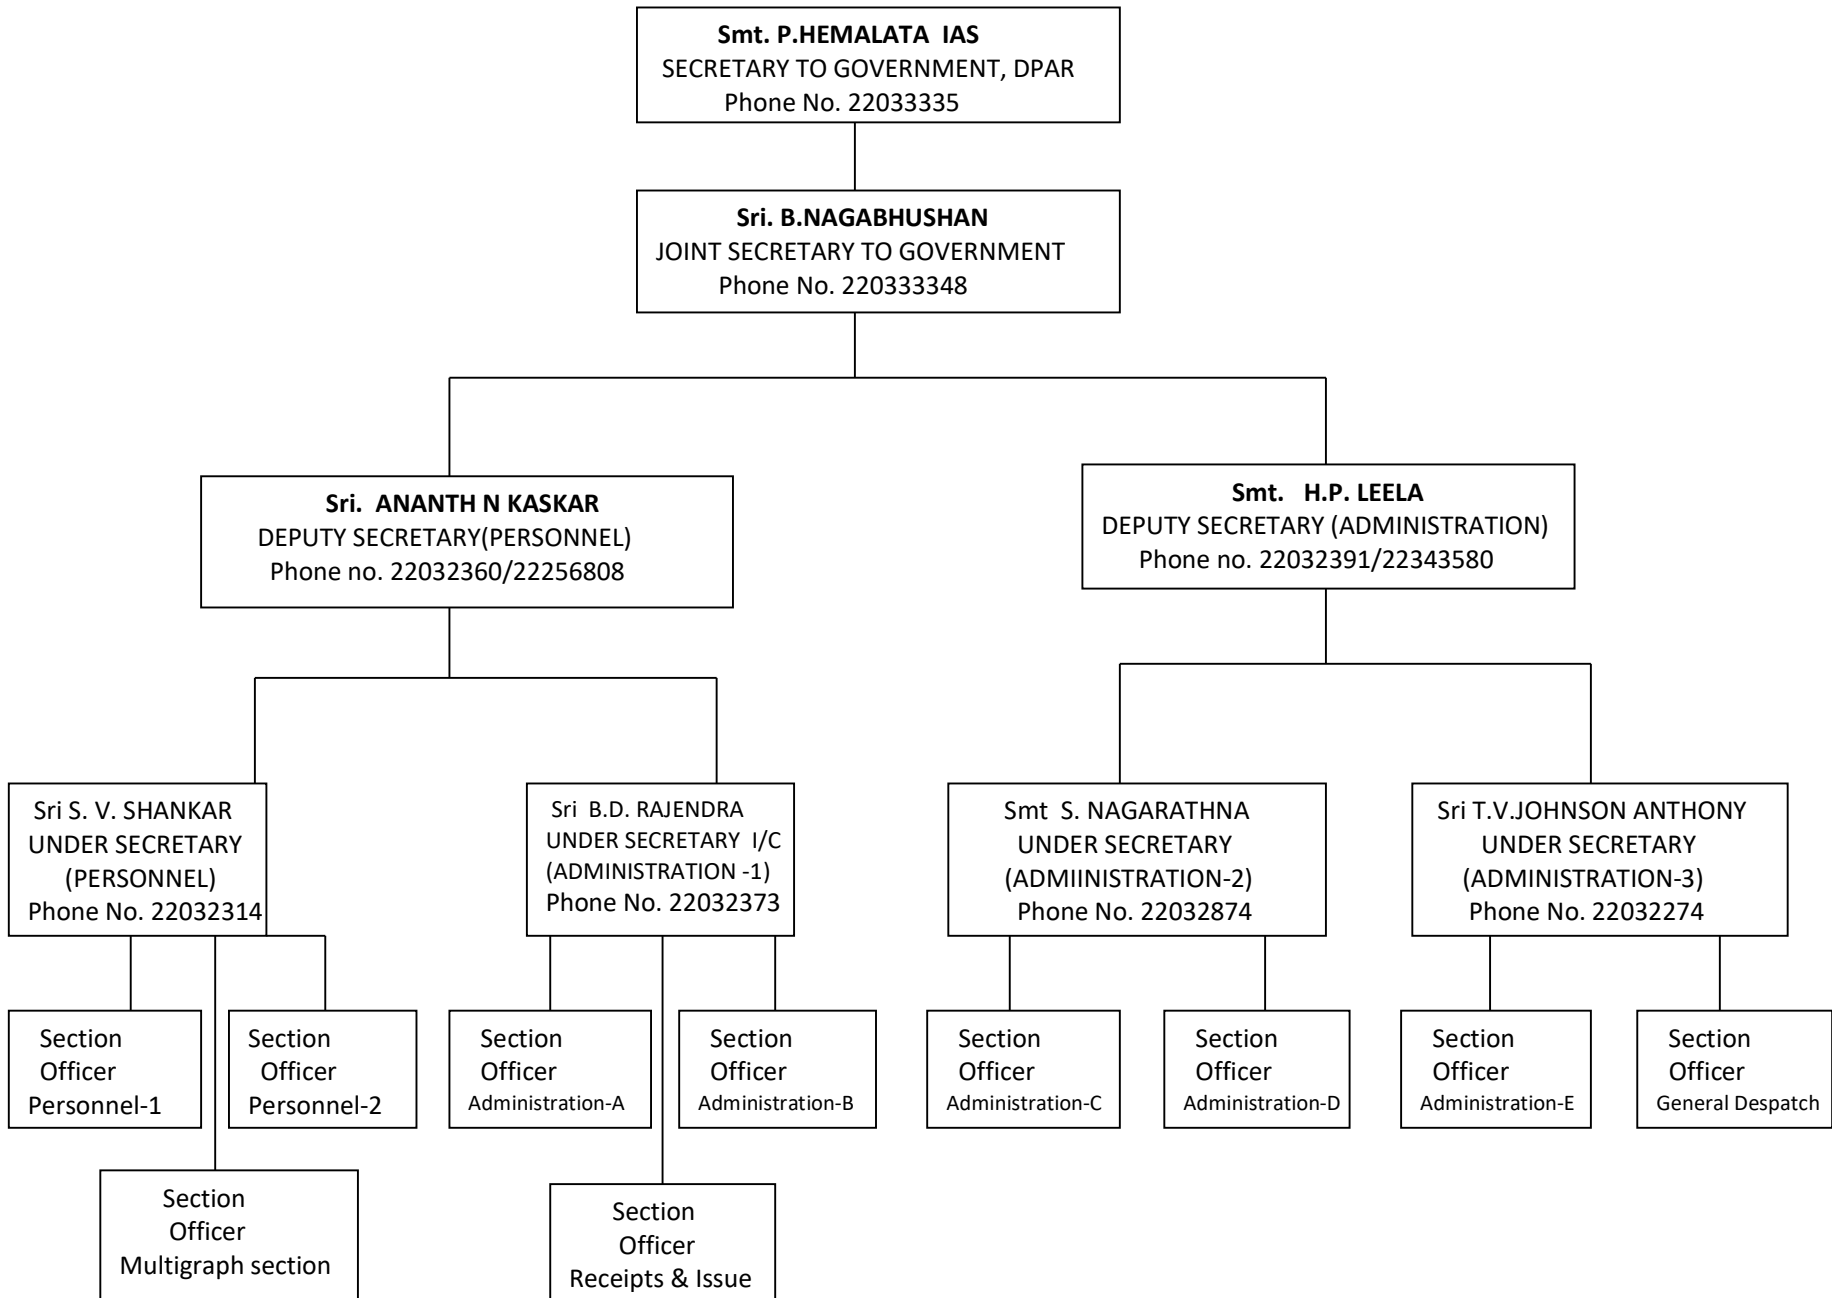 Smt. P.HEMALATA IAS
SECRETARY TO GOVERNMENT, DPAR
Phone No. 22033335
Sri. B.NAGABHUSHAN
JOINT SECRETARY TO GOVERNMENT
Phone No. 220333348
Sri. ANANTH N KASKAR
DEPUTY SECRETARY(PERSONNEL)
Phone no. 22032360/22256808
Smt. H.P. LEELA
DEPUTY SECRETARY (ADMINISTRATION)
Phone no. 22032391/22343580
Sri S. V. SHANKAR
UNDER SECRETARY
(PERSONNEL)
Phone No. 22032314
Sri B.D. RAJENDRA
UNDER SECRETARY I/C
(ADMINISTRATION -1)
Phone No. 22032373
Smt S. NAGARATHNA
UNDER SECRETARY
(ADMIINISTRATION-2)
Phone No. 22032874
Sri T.V.JOHNSON ANTHONY
UNDER SECRETARY
(ADMINISTRATION-3)
Phone No. 22032274
Section
Officer
Personnel-1
Section
Officer
Personnel-2
Section
Officer
Administration-A
Section
Officer
Administration-B
Section
Officer
Administration-C
Section
Officer
Administration-D
Section
Officer
Administration-E
Section
Officer
General Despatch
Section
Officer
Multigraph section
Section
Officer
Receipts & Issue